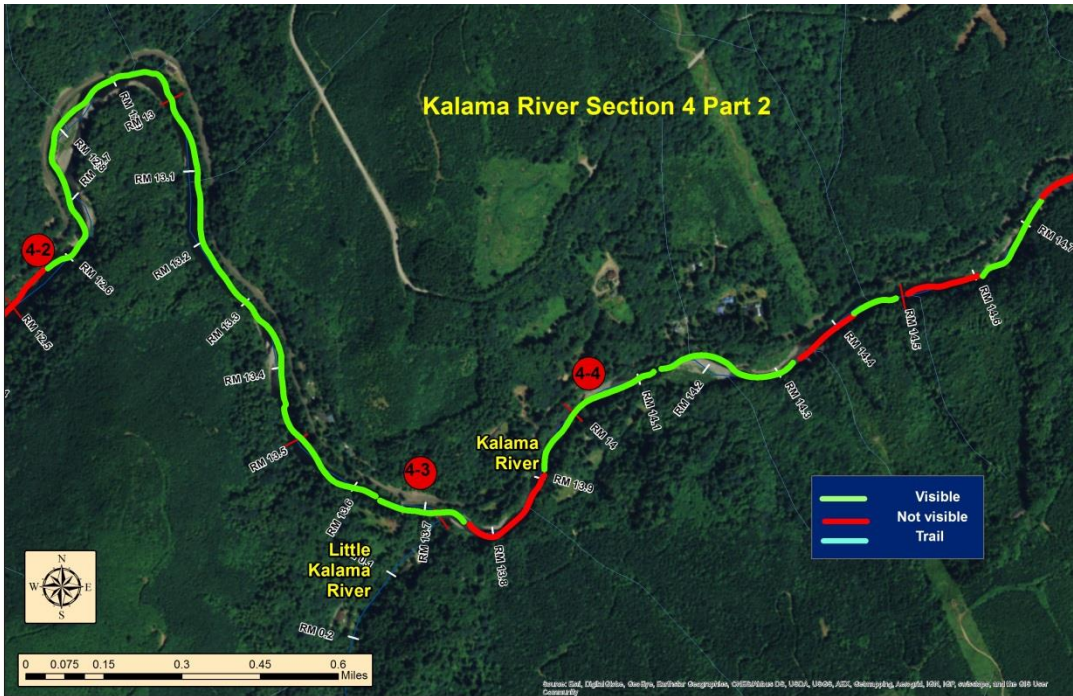 Kalama River Section 4 Part 2
RM 13
RM 13.1
4-2
RM 12.6
RM 13.2
RM 12.5
RM 13.3
RM 13.4
RM 14.7
RM 14.6
RM 14.5
RM 14.4
4-4
RM 14.2
RM 14.3
RM 14.1
RM 14
RM 13.5
4-3
Kalama
River
RM 13.9
RM 13.6
RM 13.7
RM 13.8
Visible
Not visible
Trail
Little
Kalama
River
RM 0.2
N
W E
S
0 0.075 0.15 0.3 0.45 0.6
Miles
Community